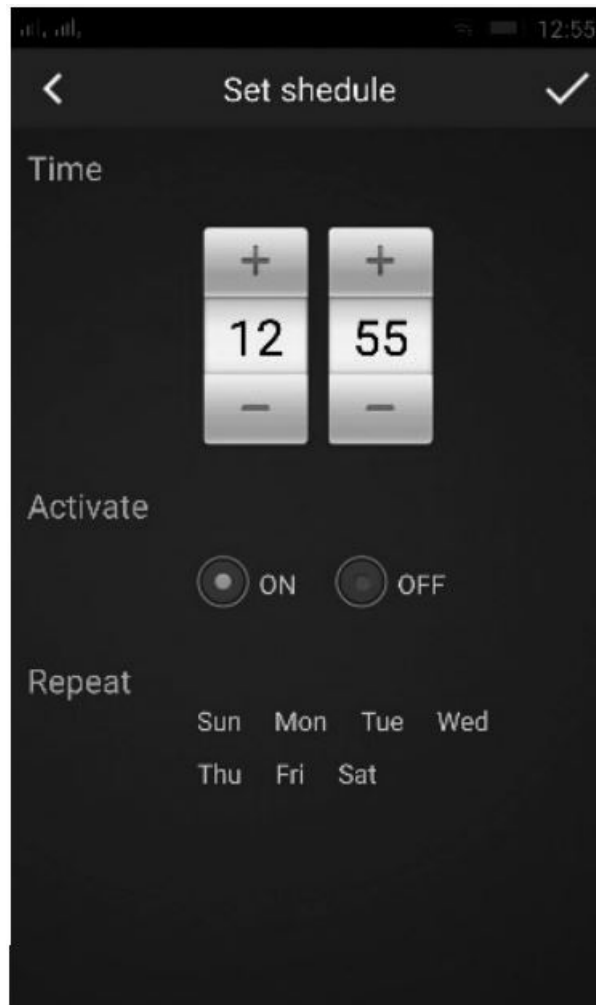 12:55
Set shedule
Time
+ +
12 55
− −
Activate
ON OFF
Repeat
Sun Mon Tue Wed
Thu Fri Sat